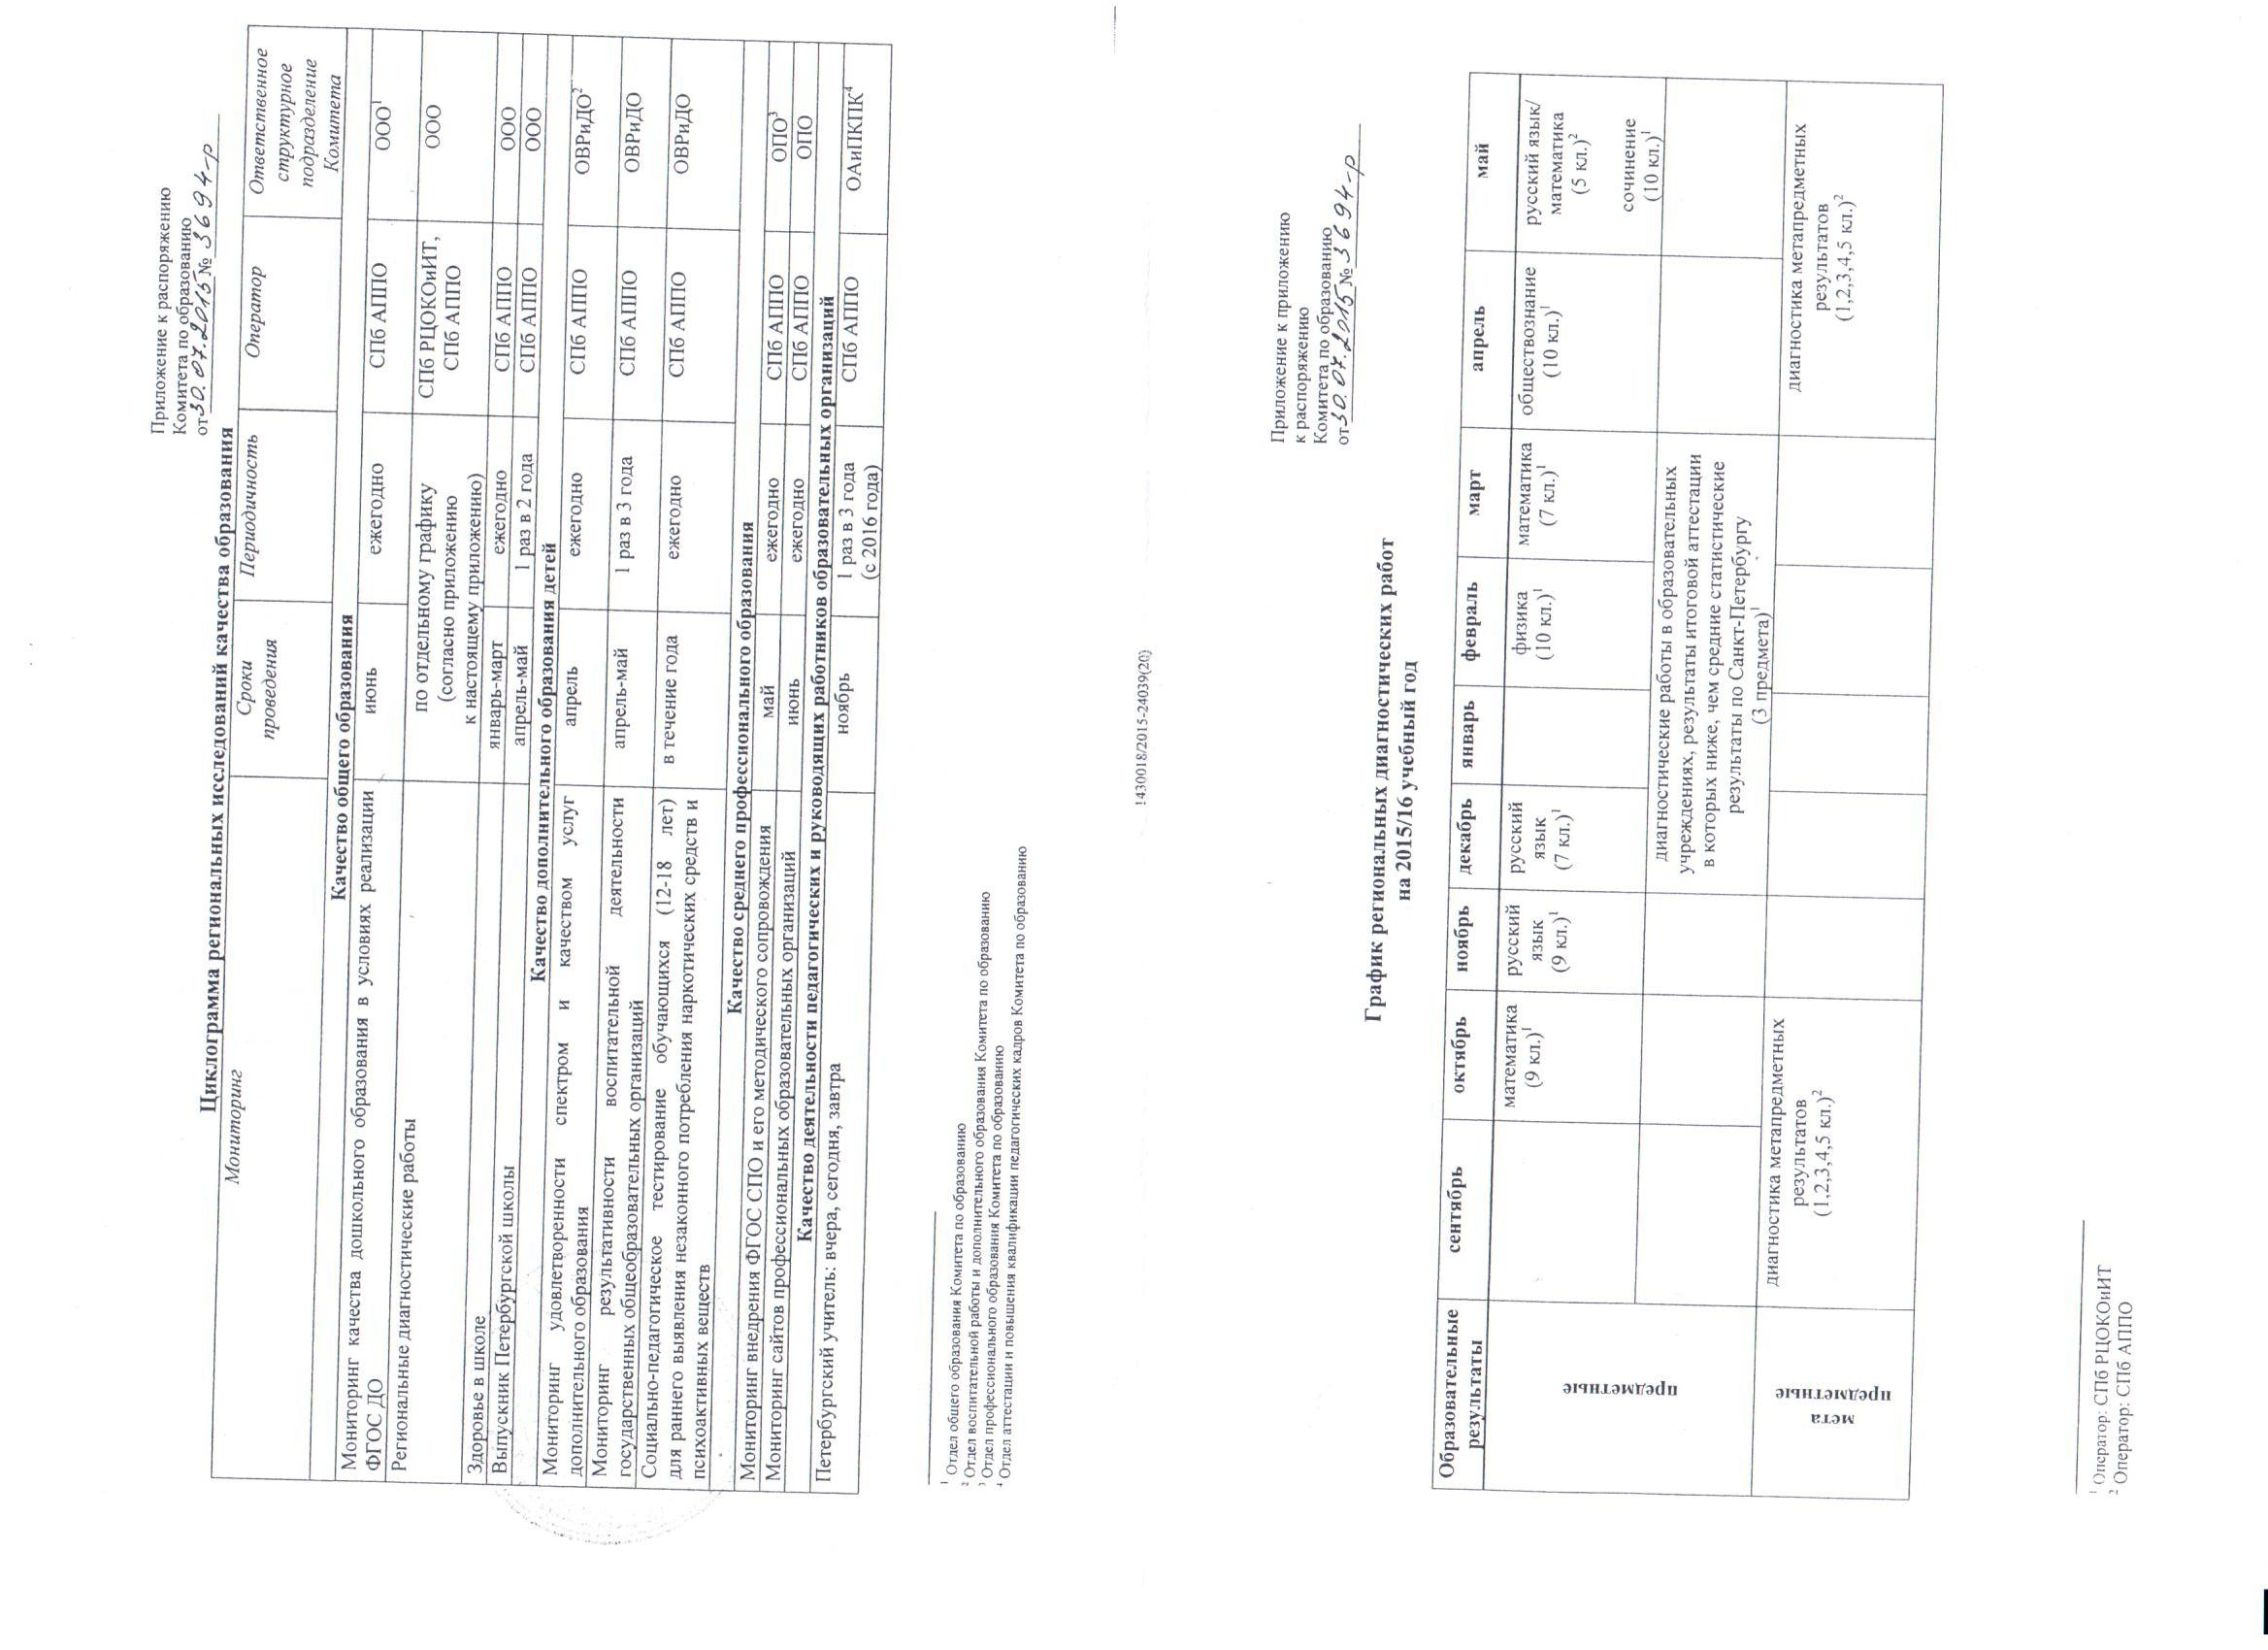 Приложение к распоряжению
Комитета по образованию
от 30.07.2015 № 3694-р
Циклограмма региональных исследований качества образования
Мониторинг
Сроки
проведения
Периодичность
Оператор
Ответственное
структурное
подразделение
Комитета
Качество общего образования
Мониторинг качества дошкольного образования в условиях реализации
ФГОС ДО
июнь
ежегодно
СПб АППО
ООО¹
Региональные диагностические работы
по отдельному графику
(согласно приложению
к настоящему приложению)
СПб РЦОКОиИТ,
СПб АППО
ООО
Здоровье в школе
январь-март
ежегодно
СПб АППО
ООО
Выпускник Петербургской школы
апрель-май
1 раз в 2 года
СПб АППО
ООО
Качество дополнительного образования детей
Мониторинг удовлетворенности спектром и качеством услуг
дополнительного образования
апрель
ежегодно
СПб АППО
ОВРиДО²
Мониторинг результативности воспитательной деятельности
государственных общеобразовательных организаций
апрель-май
1 раз в 3 года
СПб АППО
ОВРиДО
Социально-педагогическое тестирование обучающихся (12-18 лет)
для раннего выявления незаконного потребления наркотических средств и
психоактивных веществ
в течение года
ежегодно
СПб АППО
ОВРиДО
Качество среднего профессионального образования
Мониторинг внедрения ФГОС СПО и его методического сопровождения
май
ежегодно
СПб АППО
ОПО³
Мониторинг сайтов профессиональных образовательных организаций
июнь
ежегодно
СПб АППО
ОПО
Качество деятельности педагогических и руководящих работников образовательных организаций
Петербургский учитель: вчера, сегодня, завтра
ноябрь
1 раз в 3 года
(с 2016 года)
СПб АППО
ОАиПКПК⁴
¹ Отдел общего образования Комитета по образованию
² Отдел воспитательной работы и дополнительного образования Комитета по образованию
³ Отдел профессионального образования Комитета по образованию
⁴ Отдел аттестации и повышения квалификации педагогических кадров Комитета по образованию
1430018/2015-24039(20)
Приложение к приложению
к распоряжению
Комитета по образованию
от 30.07.2015 № 3694-р
График региональных диагностических работ
на 2015/16 учебный год
Образовательные
результаты
сентябрь
октябрь
ноябрь
декабрь
январь
февраль
март
апрель
май
предметные
математика
(9 кл.)¹
русский
язык
(9 кл.)¹
русский
язык
(7 кл.)¹
физика
(10 кл.)¹
математика
(7 кл.)¹
обществознание
(10 кл.)¹
русский язык/
математика
(5 кл.)²
сочинение
(10 кл.)¹
диагностические работы в образовательных
учреждениях, результаты итоговой аттестации
в которых ниже, чем средние статистические
результаты по Санкт-Петербургу
(3 предмета)¹
мета
предметные
диагностика метапредметных
результатов
(1,2,3,4,5 кл.)²
диагностика метапредметных
результатов
(1,2,3,4,5 кл.)²
¹ Оператор: СПб РЦОКОиИТ
² Оператор: СПб АППО